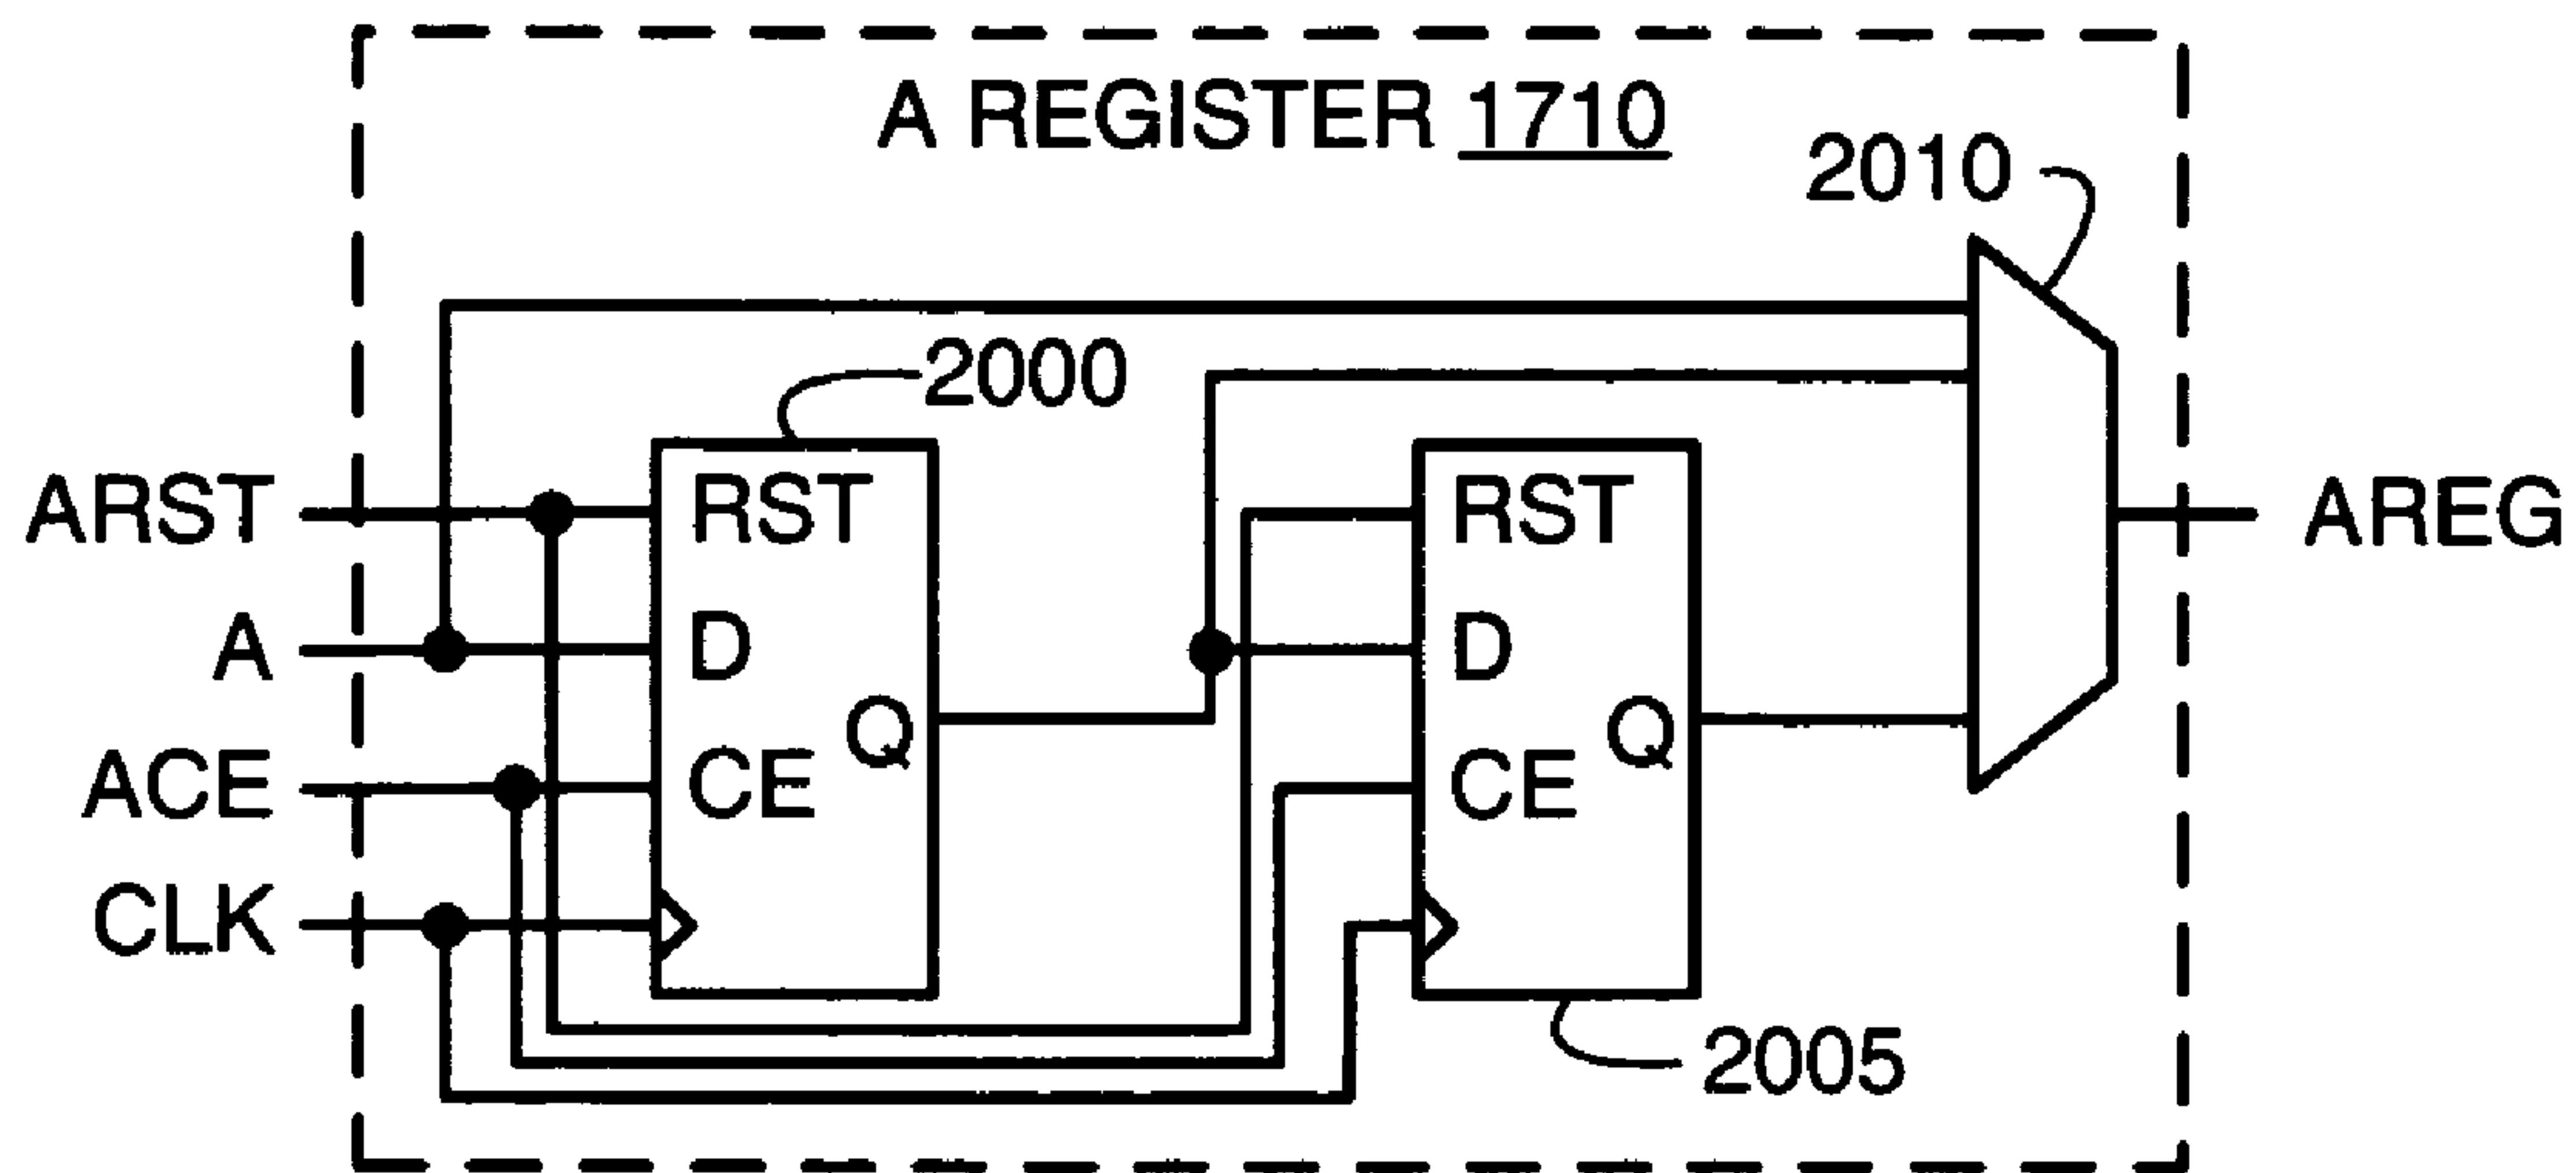 A REGISTER 1710
2010
2000
ARST
A
ACE
CLK
RST
D
CE
Q
RST
D
CE
Q
AREG
2005